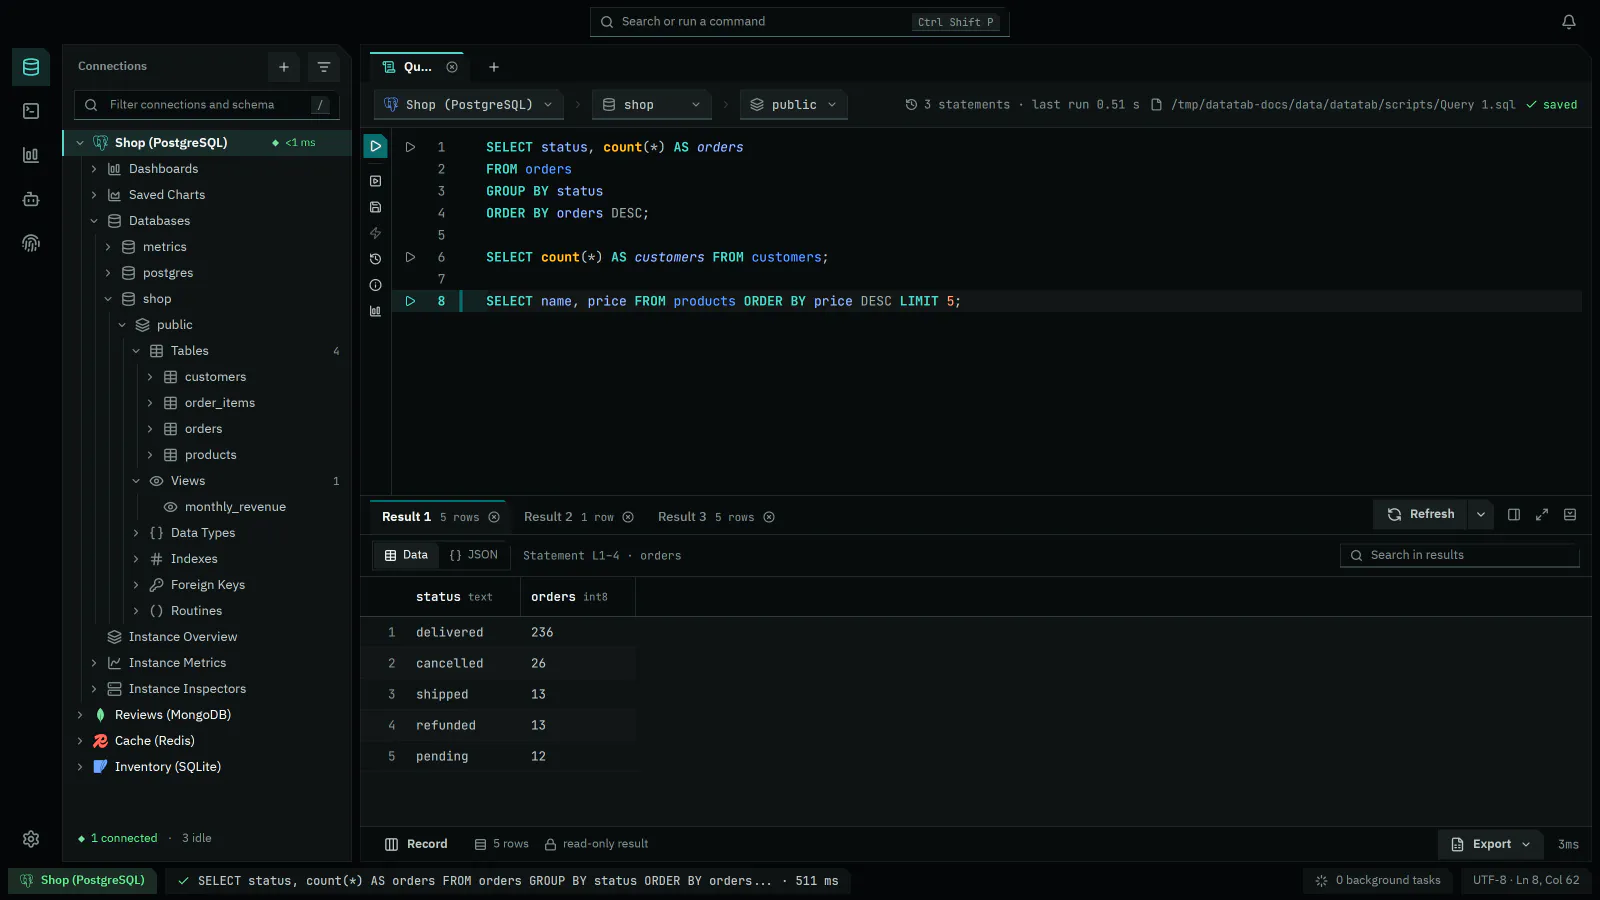 Search or run a command
Ctrl Shift P
Connections
Filter connections and schema
/
Shop (PostgreSQL)
<1 ms
Dashboards
Saved Charts
Databases
metrics
postgres
shop
public
Tables
4
customers
order_items
orders
products
Views
1
monthly_revenue
Data Types
Indexes
Foreign Keys
Routines
Instance Overview
Instance Metrics
Instance Inspectors
Reviews (MongoDB)
Cache (Redis)
Inventory (SQLite)
1 connected · 3 idle
Qu...
Shop (PostgreSQL)
shop
public
3 statements · last run 0.51 s
/tmp/datatab-docs/data/datatab/scripts/Query 1.sql
saved
1 SELECT status, count(*) AS orders
2 FROM orders
3 GROUP BY status
4 ORDER BY orders DESC;
5
6 SELECT count(*) AS customers FROM customers;
7
8 SELECT name, price FROM products ORDER BY price DESC LIMIT 5;
Result 1 5 rows
Result 2 1 row
Result 3 5 rows
Refresh
Data
{} JSON
Statement L1–4 · orders
Search in results
status text orders int8
1 delivered 236
2 cancelled 26
3 shipped 13
4 refunded 13
5 pending 12
Record
5 rows
read-only result
Export
3ms
Shop (PostgreSQL)
SELECT status, count(*) AS orders FROM orders GROUP BY status ORDER BY orders... · 511 ms
0 background tasks
UTF-8 · Ln 8, Col 62